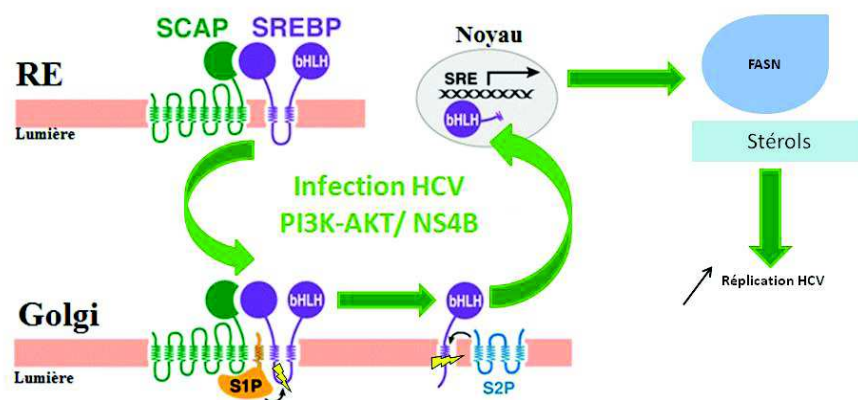 SCAP SREBP
bHLH
Noyau
SRE
bHLH
RE
Lumière
FASN
Stérols
Infection HCV
PI3K-AKT/ NS4B
Réplication HCV
bHLH
bHLH
Golgi
Lumière
S1P
S2P